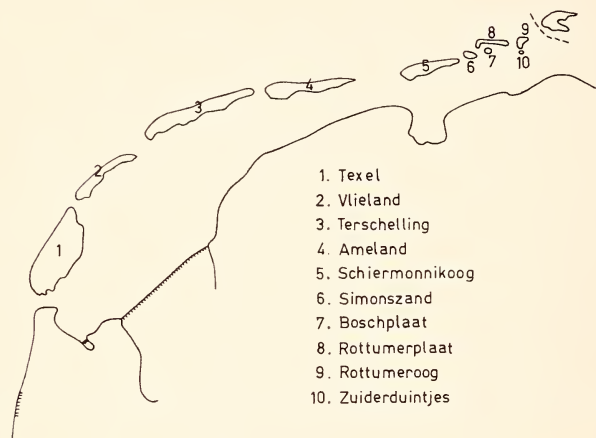 8
9
7
10
6
5
4
3
2
1
1. Texel
2. Vlieland
3. Terschelling
4. Ameland
5. Schiermonnikoog
6. Simonszand
7. Boschplaat
8. Rottumerplaat
9. Rottumeroog
10. Zuiderduintjes